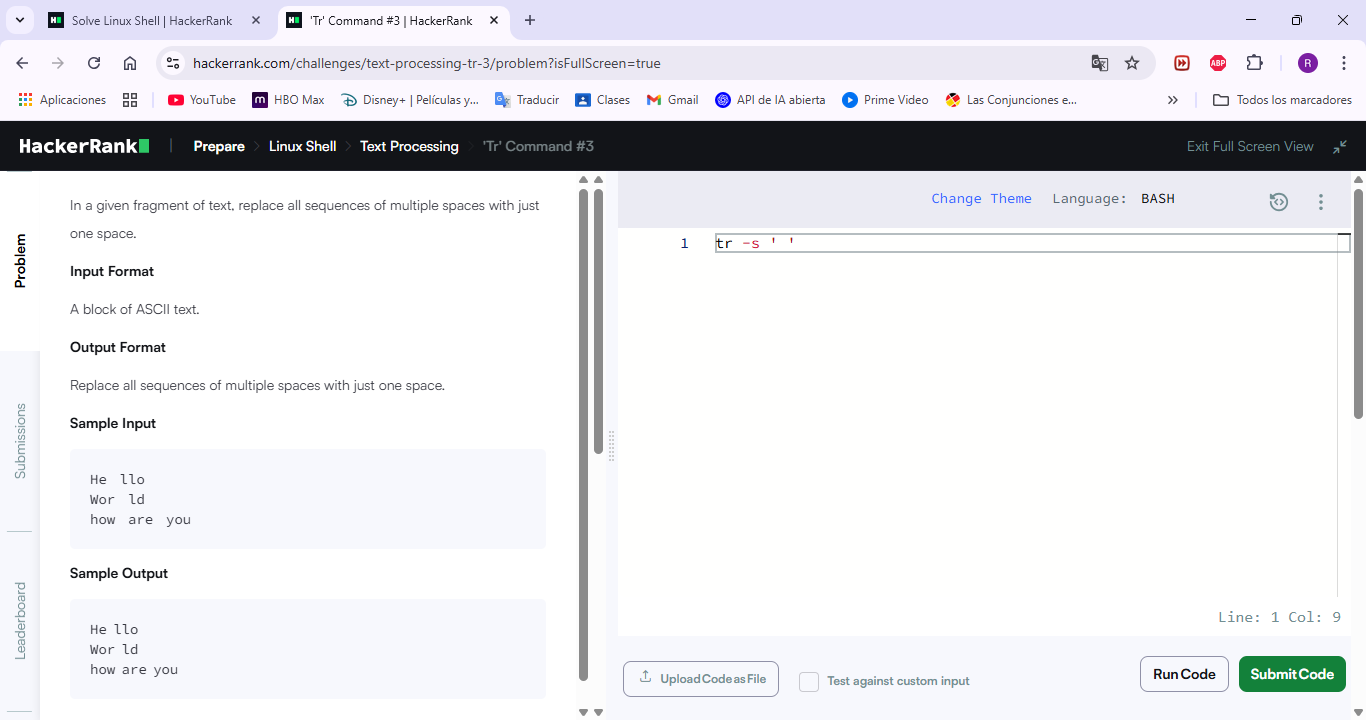 Solve Linux Shell | HackerRank
'Tr' Command #3 | HackerRank
hackerrank.com/challenges/text-processing-tr-3/problem?isFullScreen=true
ABP
R
Aplicaciones
YouTube
HBO Max
Disney+ | Películas y...
Traducir
Clases
Gmail
API de IA abierta
Prime Video
Las Conjunciones e...
Todos los marcadores
HackerRank
Prepare
Linux Shell
Text Processing
'Tr' Command #3
Exit Full Screen View
Problem
Submissions
Leaderboard
In a given fragment of text, replace all sequences of multiple spaces with just
one space.
Input Format
A block of ASCII text.
Output Format
Replace all sequences of multiple spaces with just one space.
Sample Input
He  llo
Wor  ld
how  are  you
Sample Output
He llo
Wor ld
how are you
Change Theme
Language: BASH
1
tr -s ' '
Line: 1 Col: 9
Upload Code as File
Test against custom input
Run Code
Submit Code